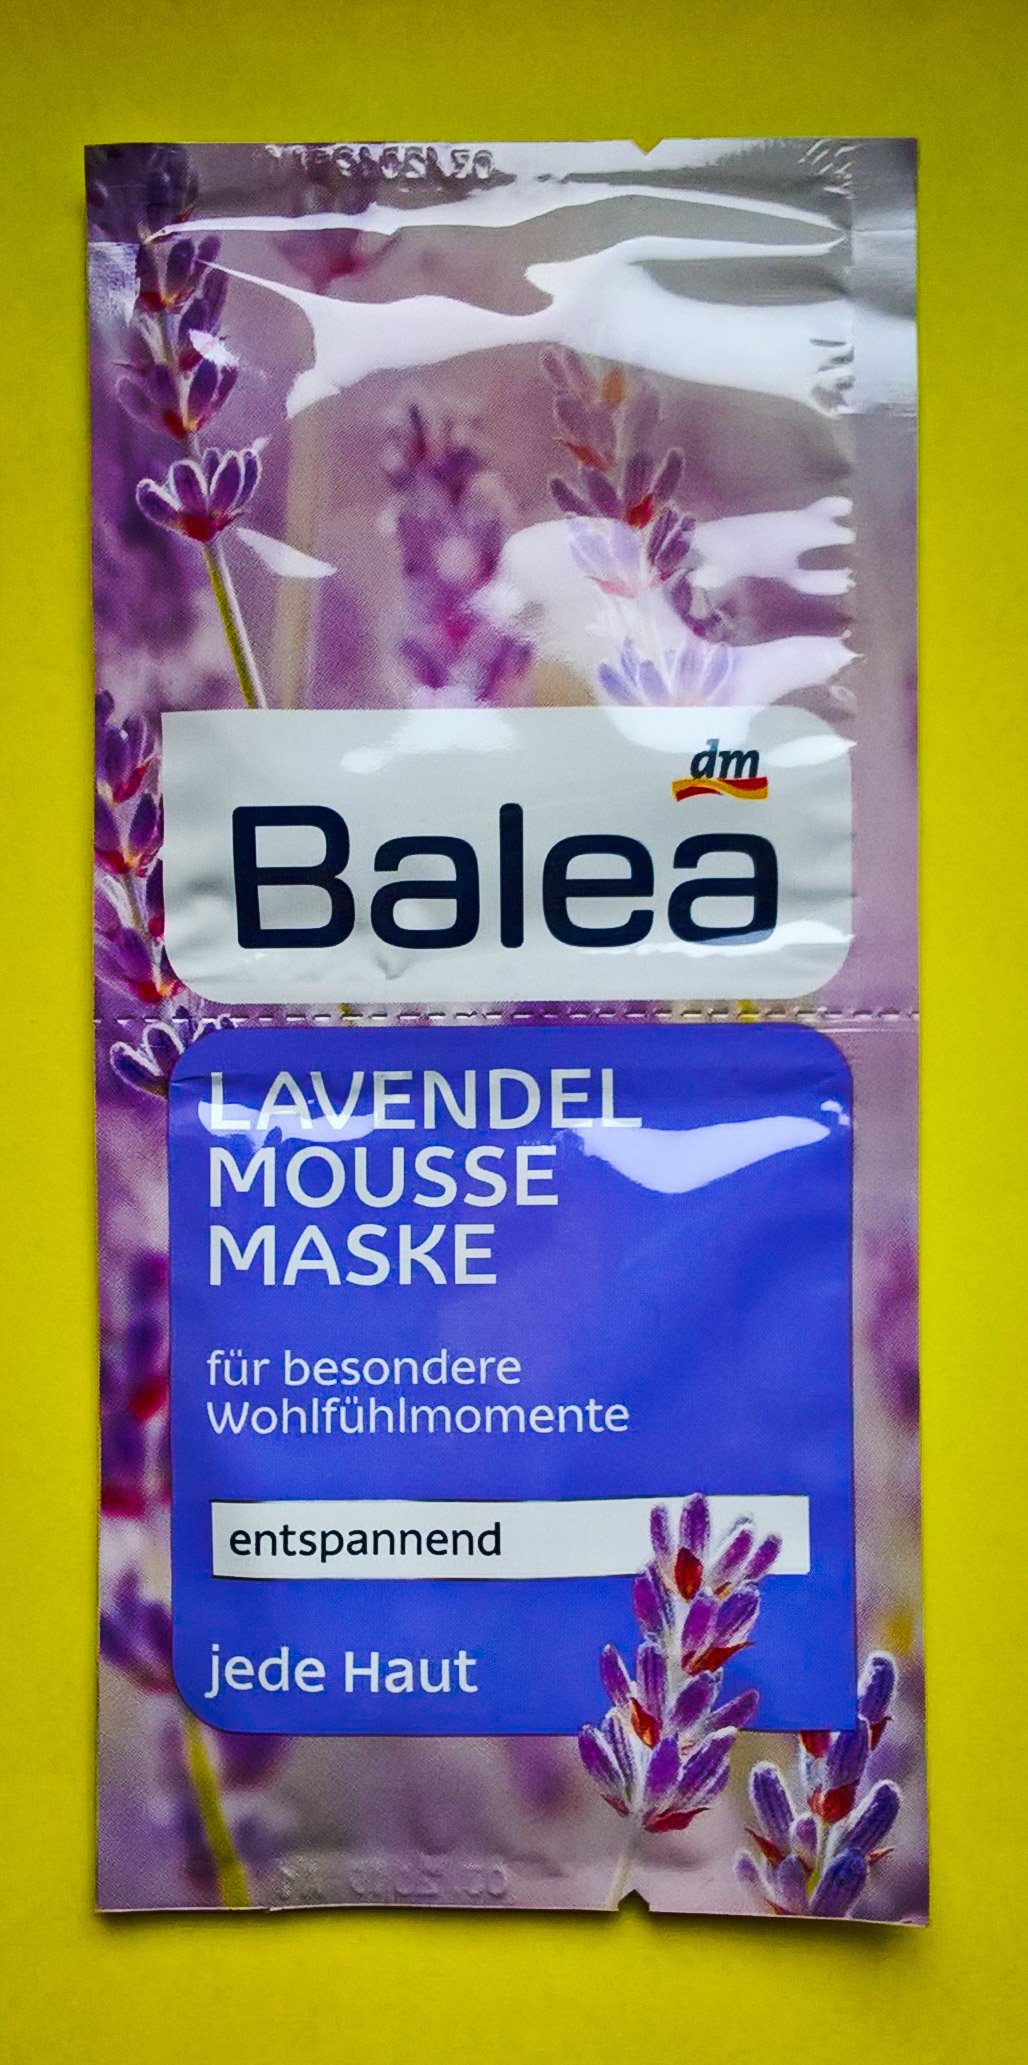 dm
Balea
LAVENDEL
MOUSSE
MASKE
für besondere
Wohlfühlmomente
entspannend
jede Haut